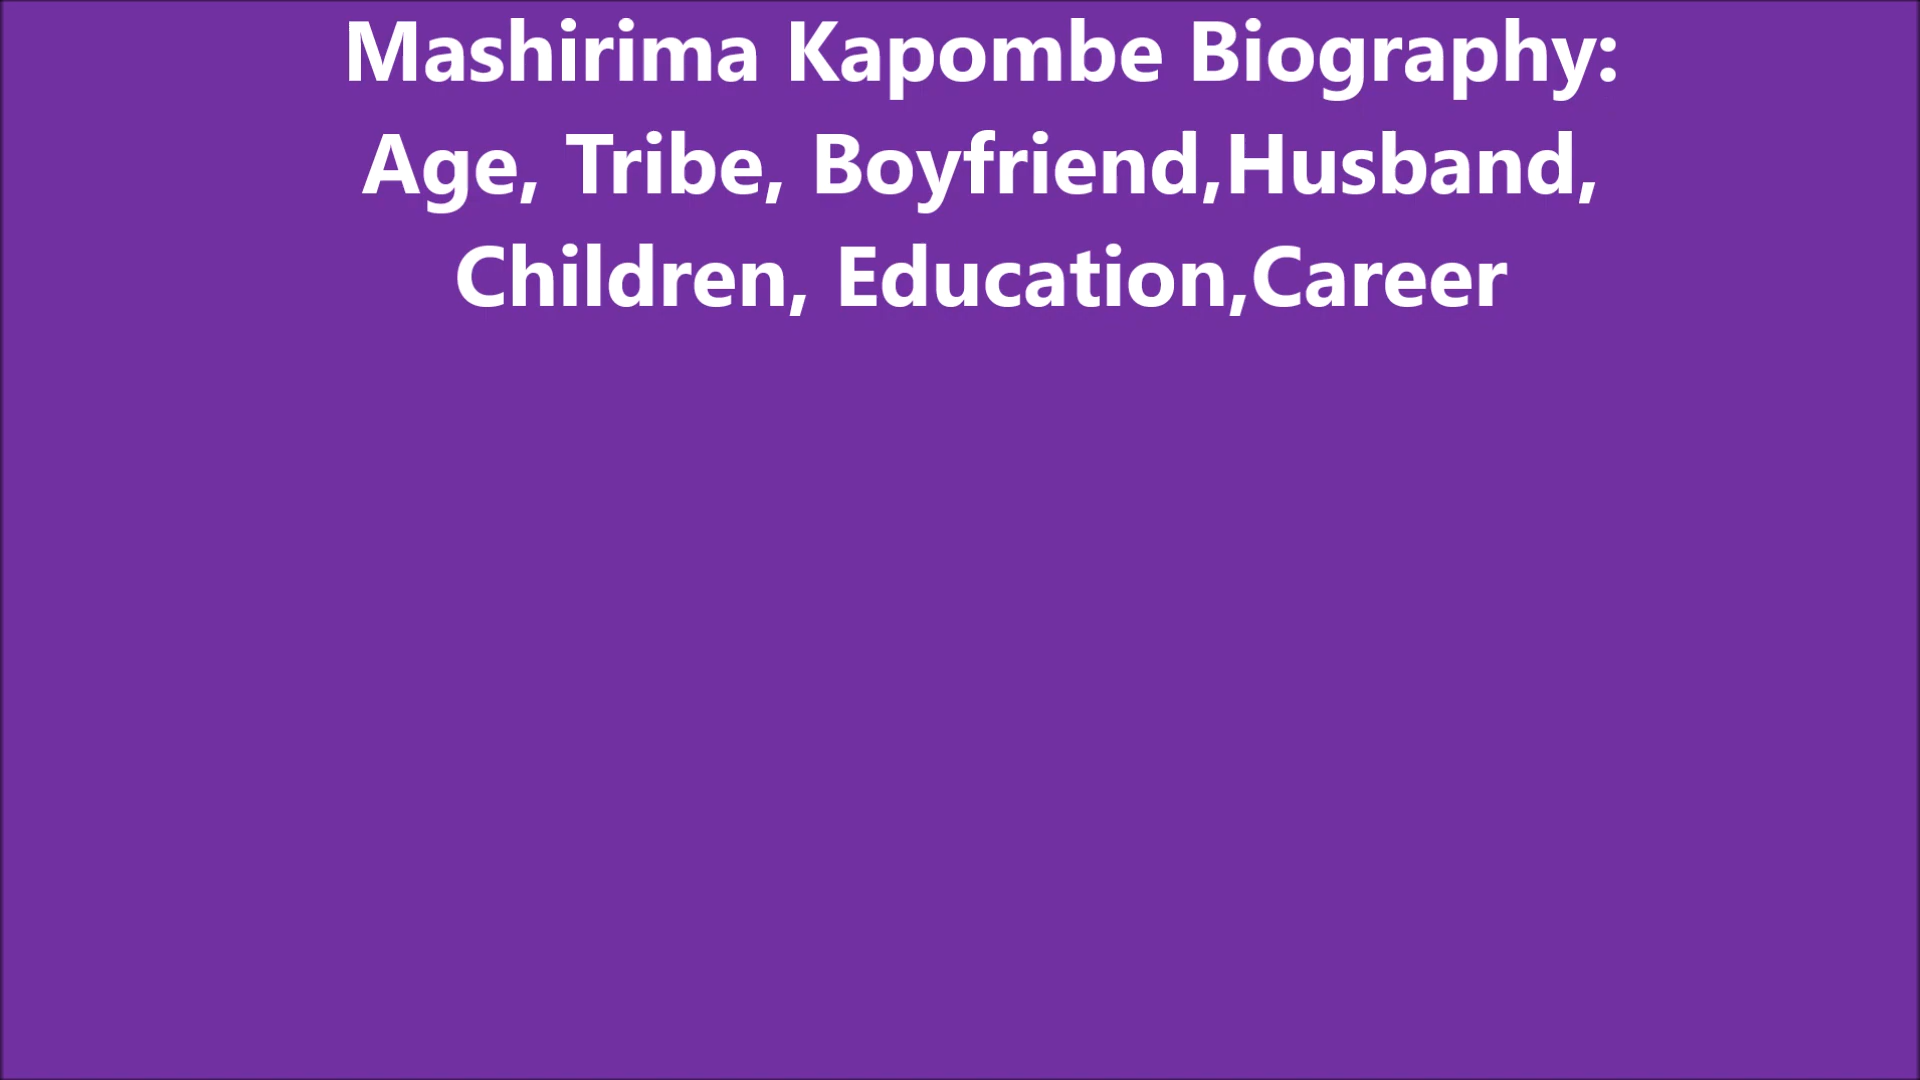 Mashirima Kapombe Biography:
Age, Tribe, Boyfriend,Husband,
Children, Education,Career